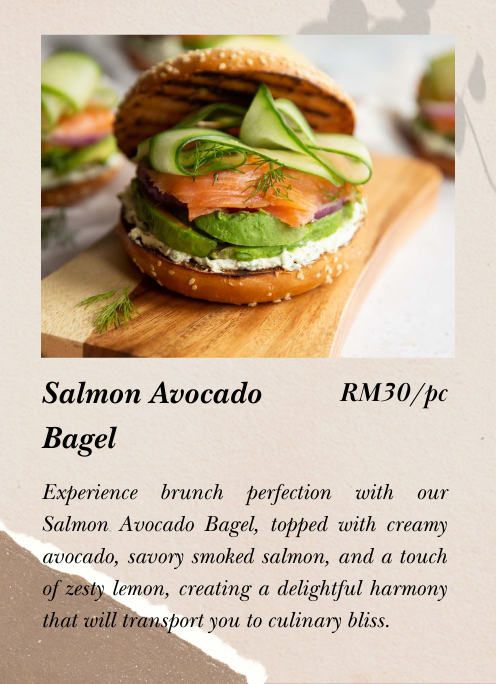 Salmon Avocado RM30/pc
Bagel
Experience brunch perfection with our
Salmon Avocado Bagel, topped with creamy
avocado, savory smoked salmon, and a touch
of zesty lemon, creating a delightful harmony
that will transport you to culinary bliss.